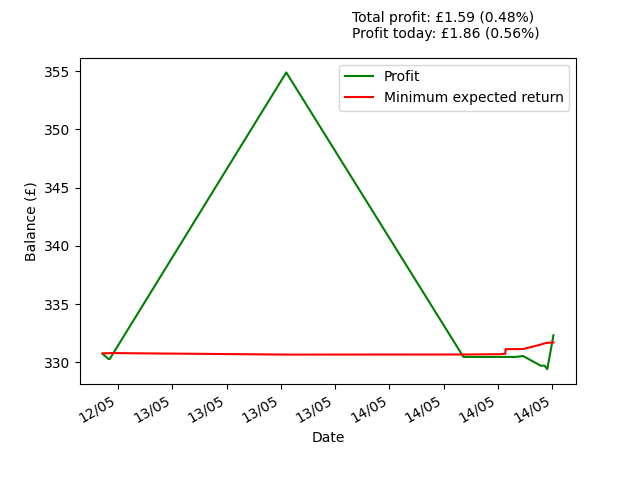 Total profit: £1.59 (0.48%)
Profit today: £1.86 (0.56%)
Profit
Minimum expected return
355
350
345
340
335
330
Balance (£)
12/05 13/05 13/05 13/05 13/05 14/05 14/05 14/05 14/05
Date